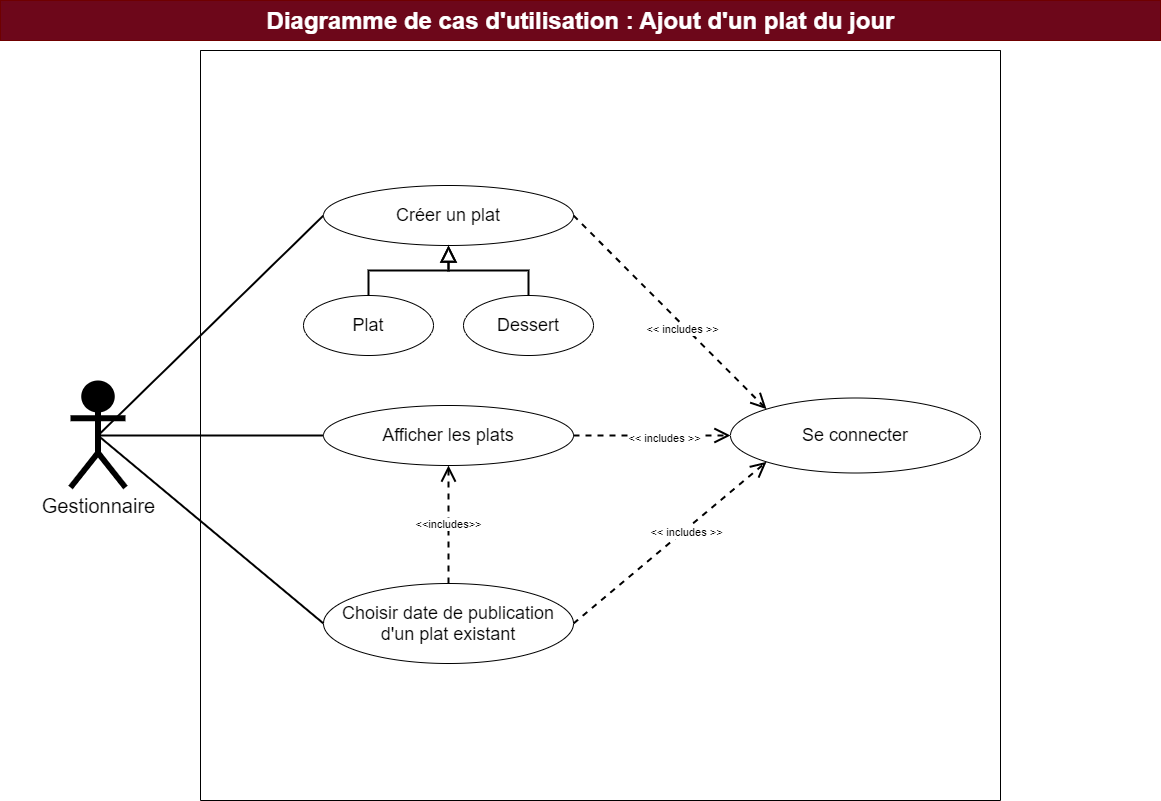 Diagramme de cas d'utilisation : Ajout d'un plat du jour
Créer un plat
Plat
Dessert
<< includes >>
Afficher les plats
<< includes >>
Se connecter
Gestionnaire
<<includes>>
<< includes >>
Choisir date de publication
d'un plat existant